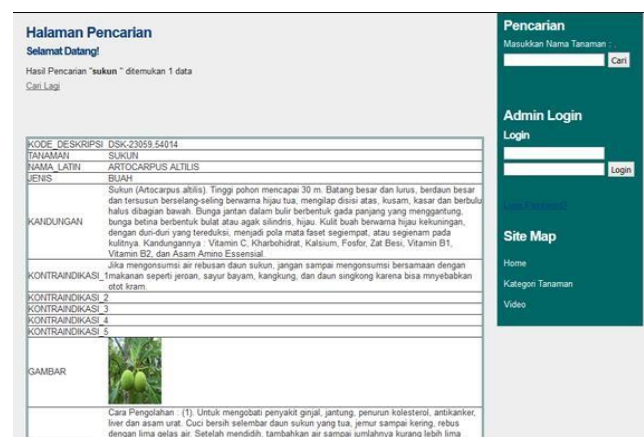 Halaman Pencarian
Selamat Datang!
Hasil Pencarian "sukun " ditemukan 1 data
Cari Lagi
KODE_DESKRIPSI DSK-23059,54014
TANAMAN SUKUN
NAMA_LATIN ARTOCARPUS ALTILIS
JENIS BUAH
KANDUNGAN
Sukun (Artocarpus.altilis). Tinggi pohon mencapai 30 m. Batang besar dan lurus, berdaun besar
dan tersusun berselang-seling berwarna hijau tua, mengilap disisi atas, kusam, kasar dan berbulu
halus dibagian bawah. Bunga jantan dalam bulir berbentuk gada panjang yang menggantung,
bunga betina berbentuk bulat atau agak silindris, hijau. Kulit buah berwarna hijau kekuningan,
dengan duri-duri yang tereduksi, menjadi pola mata faset segiempat, atau segienam pada
kulitnya. Kandungannya : Vitamin C, Kharbohidrat, Kalsium, Fosfor, Zat Besi, Vitamin B1,
Vitamin B2, dan Asam Amino Essensial.
KONTRAINDIKASI_1
Jika mengonsumsi air rebusan daun sukun, jangan sampai mengonsumsi bersamaan dengan
makanan seperti jeroan, sayur bayam, kangkung, dan daun singkong karena bisa mnyebabkan
otot kram.
KONTRAINDIKASI_2
KONTRAINDIKASI_3
KONTRAINDIKASI_4
KONTRAINDIKASI_5
GAMBAR
Cara Pengolahan : (1). Untuk mengobati penyakit ginjal, jantung, penurun kolesterol, antikanker,
liver dan asam urat. Cuci bersih selembar daun sukun yang tua, jemur sampai kering, rebus
dengan lima gelas air. Setelah mendidih, tambahkan air sampai jumlahnya kurang lebih lima
Pencarian
Masukkan Nama Tanaman : .
Cari
Admin Login
Login
Login
Lupa Password?
Site Map
Home
Kategori Tanaman
Video